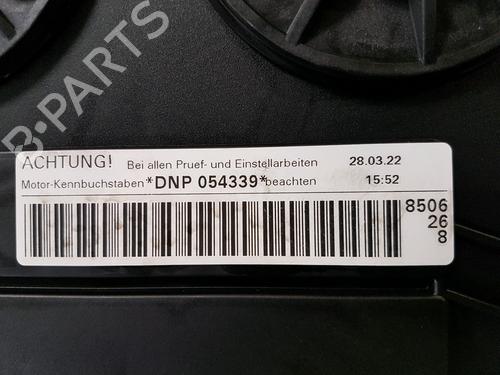 B-PARTS
ACHTUNG! Bei allen Pruef- und Einstellarbeiten 28.03.22
Motor-Kennbuchstaben *DNP 054339* beachten 15:52
8506
26
8